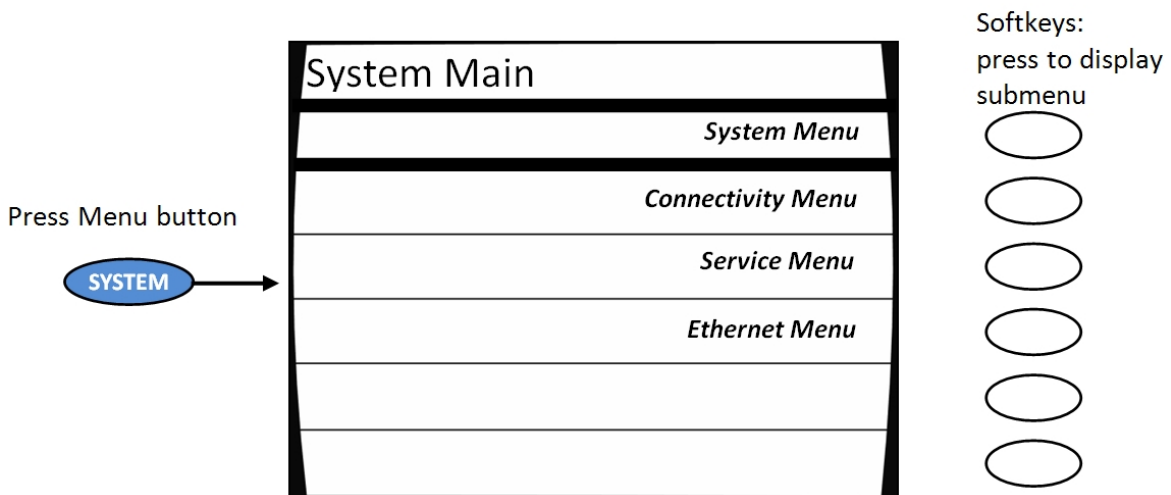 Softkeys:
press to display
submenu
System Main
System Menu
Connectivity Menu
Press Menu button
Service Menu
SYSTEM
Ethernet Menu